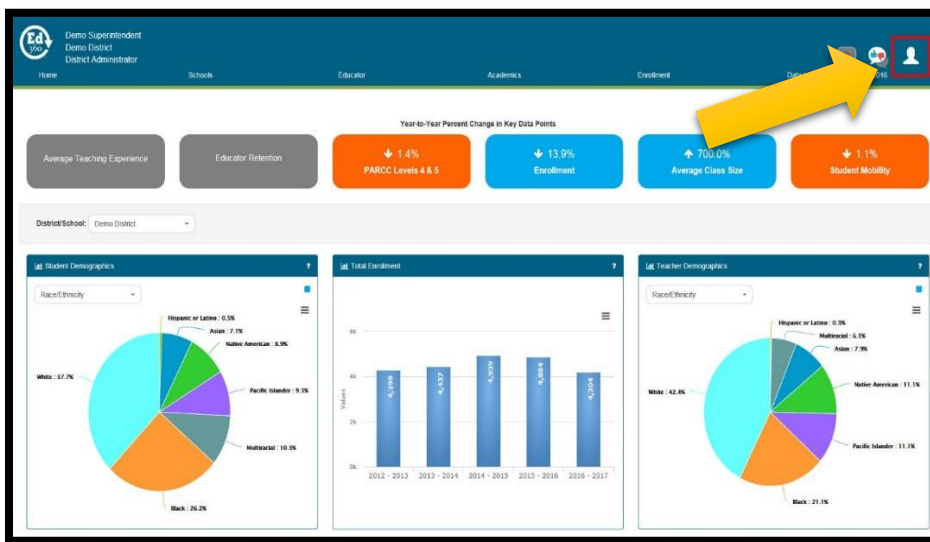 Ed
360
Demo Superintendent
Demo District
District Administrator
Home
Schools
Educator
Academics
Enrollment
Year-to-Year Percent Change in Key Data Points
Average Teaching Experience
Educator Retention
1.4%
PARCC Levels 4 & 5
13.9%
Enrollment
700.0%
Average Class Size
1.1%
Student Mobility
District/School: Demo District
Student Demographics ?
Race/Ethnicity
Hispanic or Latino : 0.5%
Asian : 7.1%
Native American : 8.9%
White : 37.7%
Pacific Islander : 9.3%
Multiracial : 10.3%
Black : 26.2%
Total Enrollment ?
6k
4k
2k
0k
Values
4,299
4,437
4,939
4,884
4,204
2012 - 2013
2013 - 2014
2014 - 2015
2015 - 2016
2016 - 2017
Teacher Demographics ?
Race/Ethnicity
Hispanic or Latino : 0.3%
Multiracial : 6.1%
Asian : 7.9%
White : 42.4%
Native American : 11.1%
Pacific Islander : 11.1%
Black : 21.1%